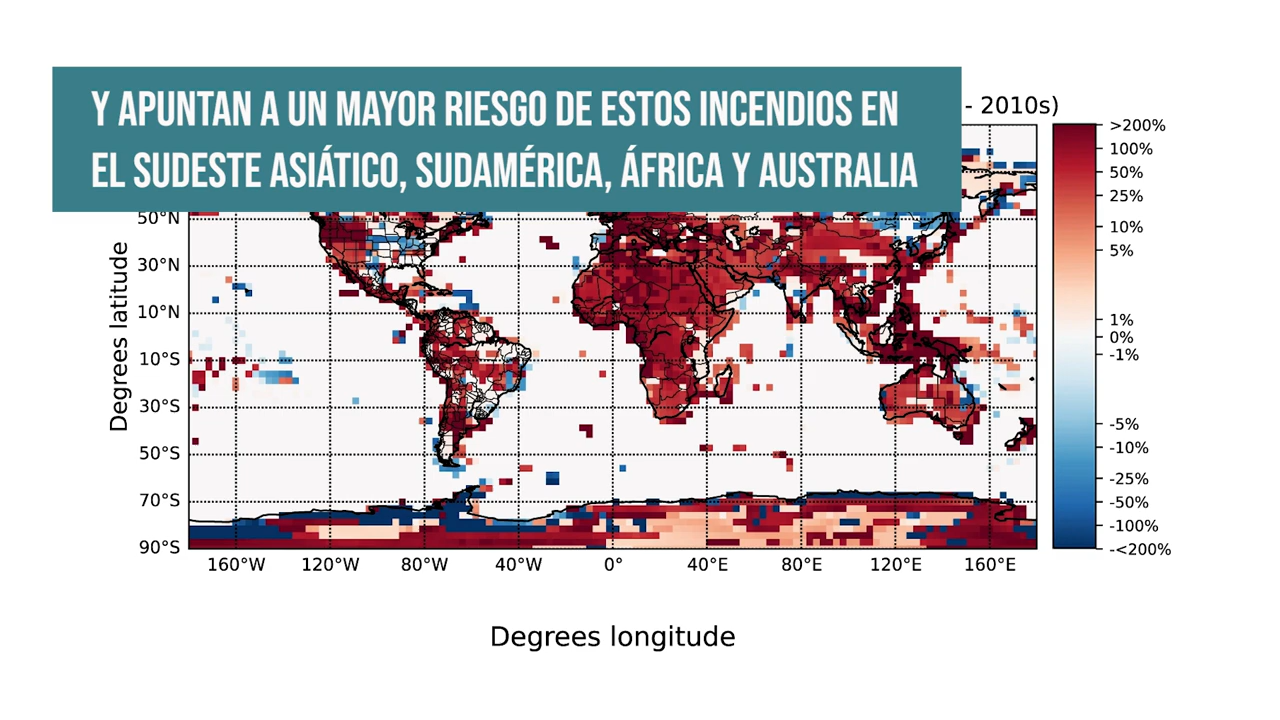 Y APUNTAN A UN MAYOR RIESGO DE ESTOS INCENDIOS EN
EL SUDESTE ASIÁTICO, SUDAMÉRICA, ÁFRICA Y AUSTRALIA
- 2010s)
>200%
100%
50%
25%
10%
5%
1%
0%
-1%
-5%
-10%
-25%
-50%
-100%
-<200%
Degrees latitude
50°N
30°N
10°N
10°S
30°S
50°S
70°S
90°S
160°W 120°W 80°W 40°W 0° 40°E 80°E 120°E 160°E
Degrees longitude